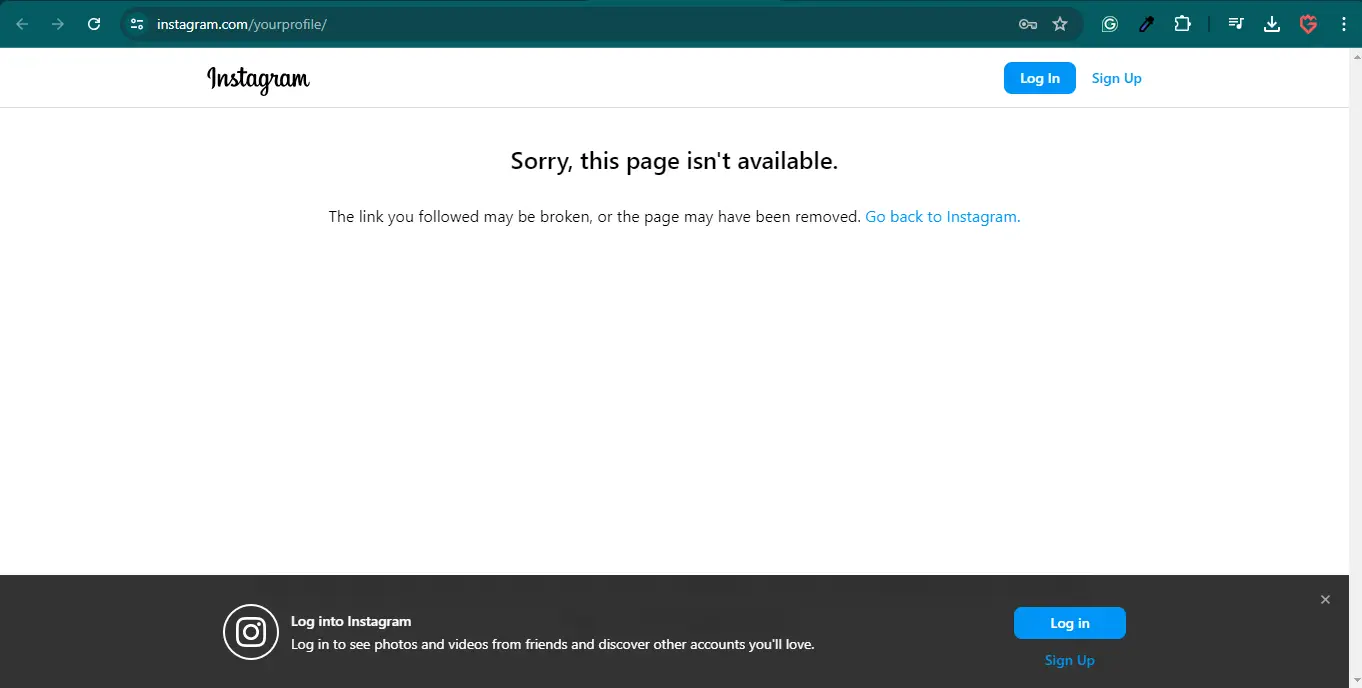 instagram.com/yourprofile/
Instagram
Log In
Sign Up
Sorry, this page isn't available.
The link you followed may be broken, or the page may have been removed. Go back to Instagram.
Log into Instagram
Log in to see photos and videos from friends and discover other accounts you'll love.
Log in
Sign Up